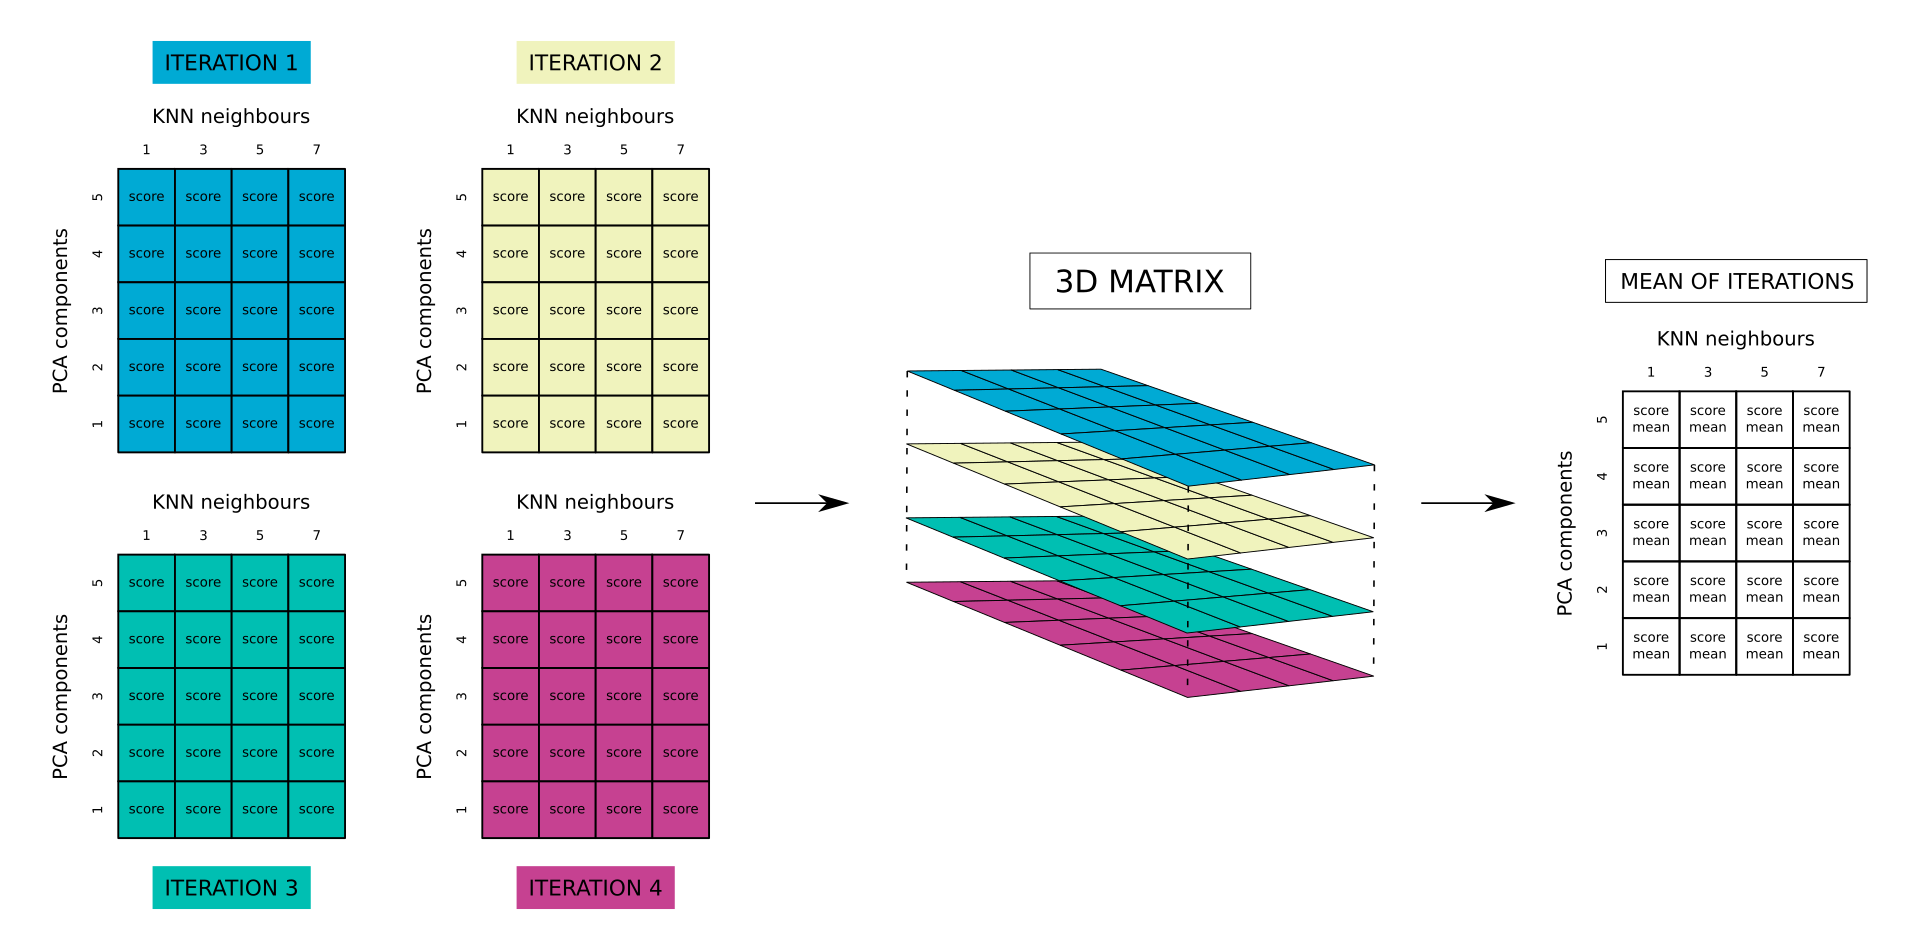 ITERATION 1
KNN neighbours
1 3 5 7
PCA components
5 score score score score
4 score score score score
3 score score score score
2 score score score score
1 score score score score
ITERATION 2
KNN neighbours
1 3 5 7
PCA components
5 score score score score
4 score score score score
3 score score score score
2 score score score score
1 score score score score
KNN neighbours
1 3 5 7
PCA components
5 score score score score
4 score score score score
3 score score score score
2 score score score score
1 score score score score
ITERATION 3
KNN neighbours
1 3 5 7
PCA components
5 score score score score
4 score score score score
3 score score score score
2 score score score score
1 score score score score
ITERATION 4
3D MATRIX
MEAN OF ITERATIONS
KNN neighbours
1 3 5 7
PCA components
score score score score
5
mean mean mean mean
score score score score
4
mean mean mean mean
score score score score
3
mean mean mean mean
score score score score
2
mean mean mean mean
score score score score
1
mean mean mean mean